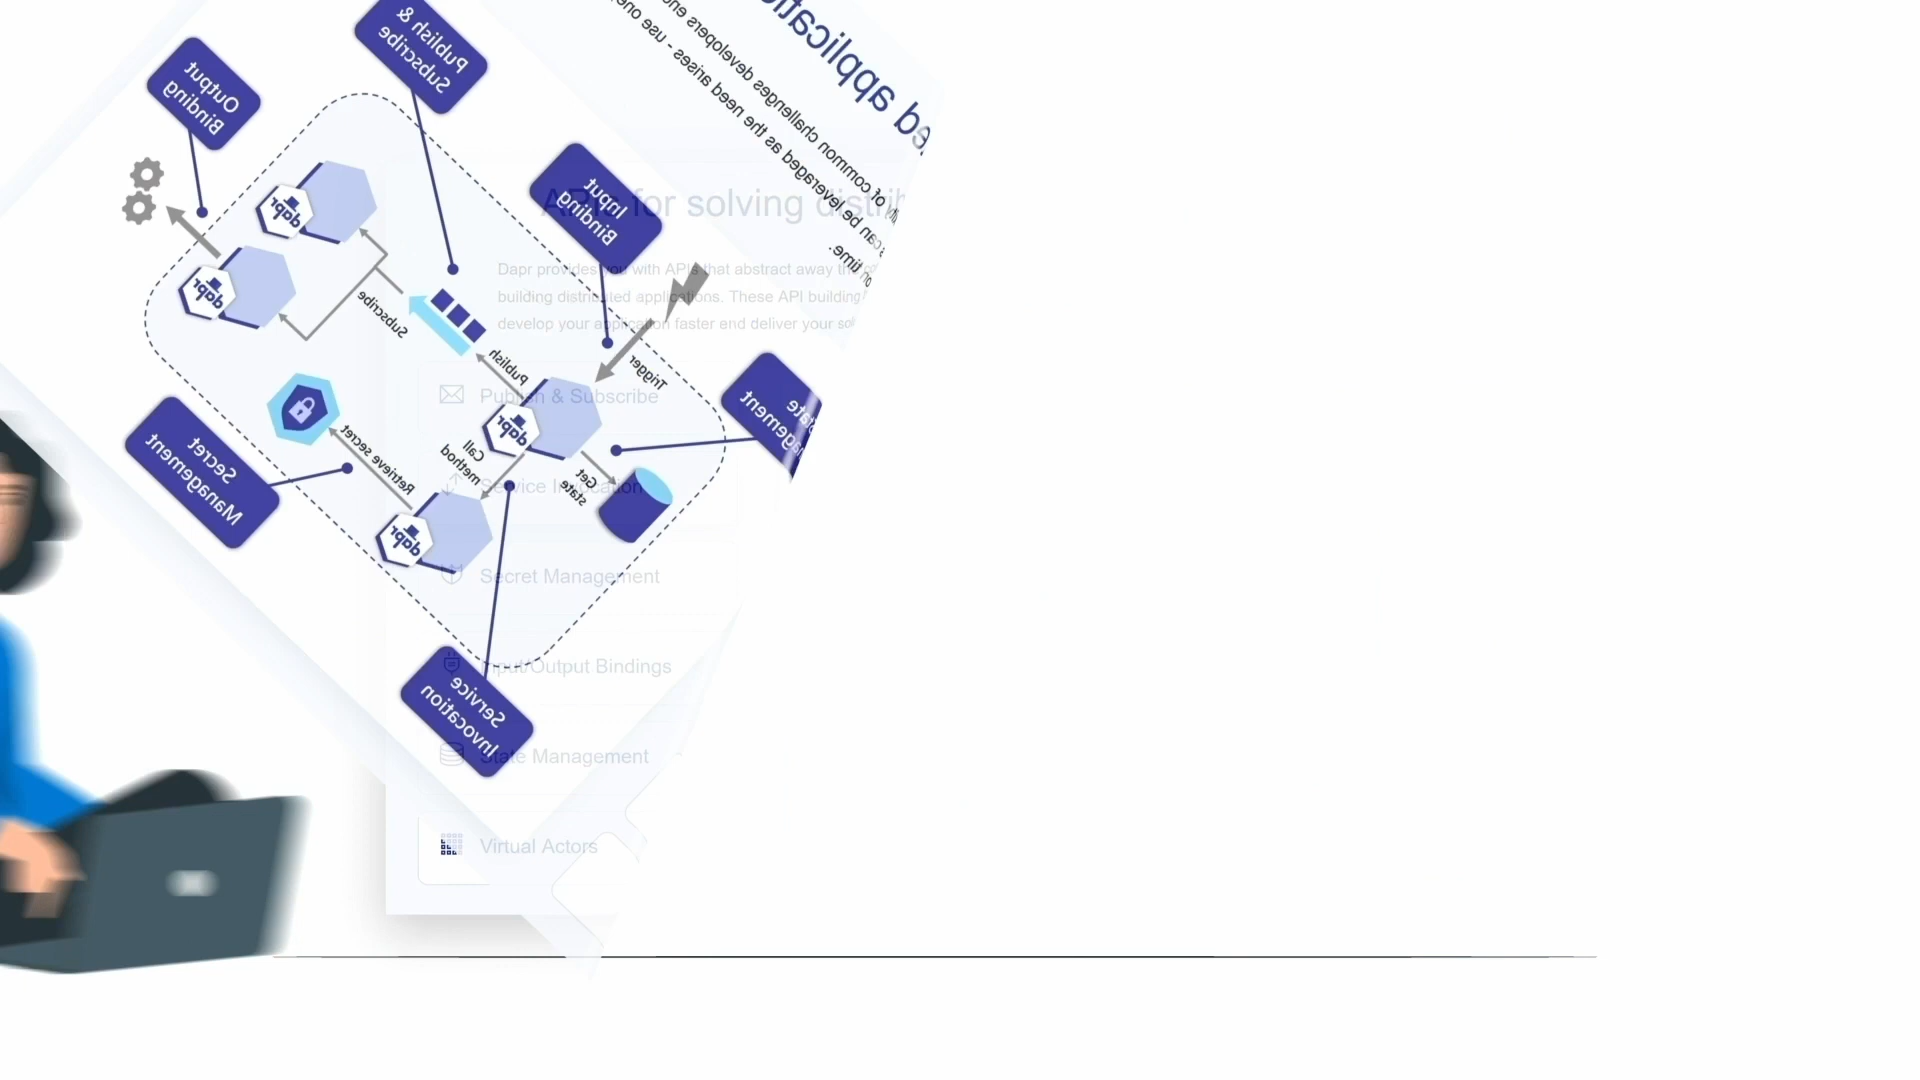 Publish &
Subscribe
Output
Binding
Input
Binding
ed applicatio
of common challenges developers enc
can be leveraged as the need arises - use one
on time.
APIs for solving distrib
Dapr provides you with APIs that abstract away the
building distributed applications. These API building
develop your application faster end deliver your sol
dapr
dapr
Subscribe
Publish
Trigger
State
Management
Publish & Subscribe
dapr
Secret
Management
Retrieve secret
Call
method
Get
state
Service Invocation
dapr
Secret Management
Input/Output Bindings
Service
Invocation
State Management
Virtual Actors